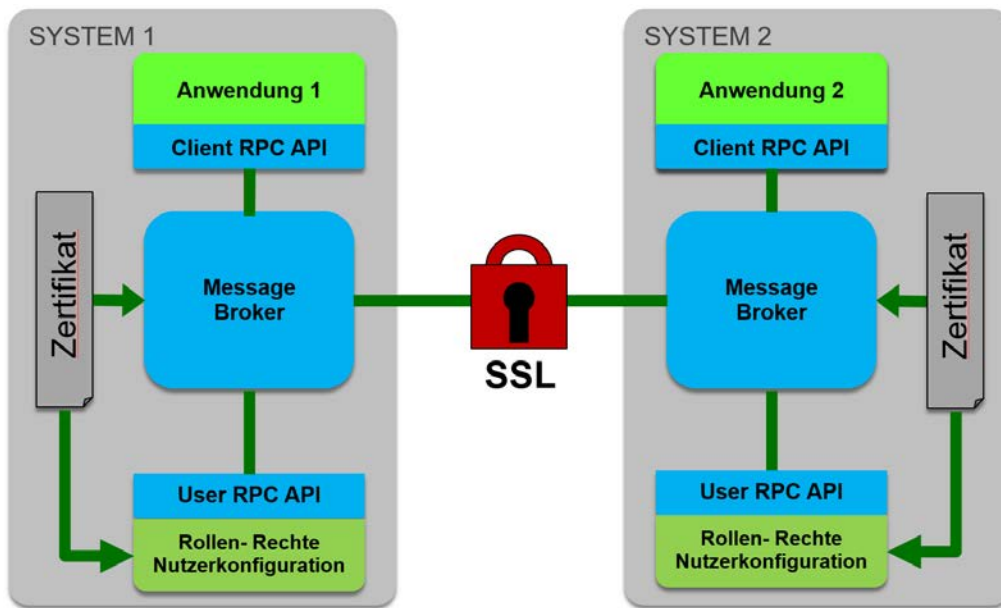 SYSTEM 1
Anwendung 1
Client RPC API
Zertifikat
Message
Broker
User RPC API
Rollen- Rechte
Nutzerkonfiguration
SSL
SYSTEM 2
Anwendung 2
Client RPC API
Message
Broker
Zertifikat
User RPC API
Rollen- Rechte
Nutzerkonfiguration